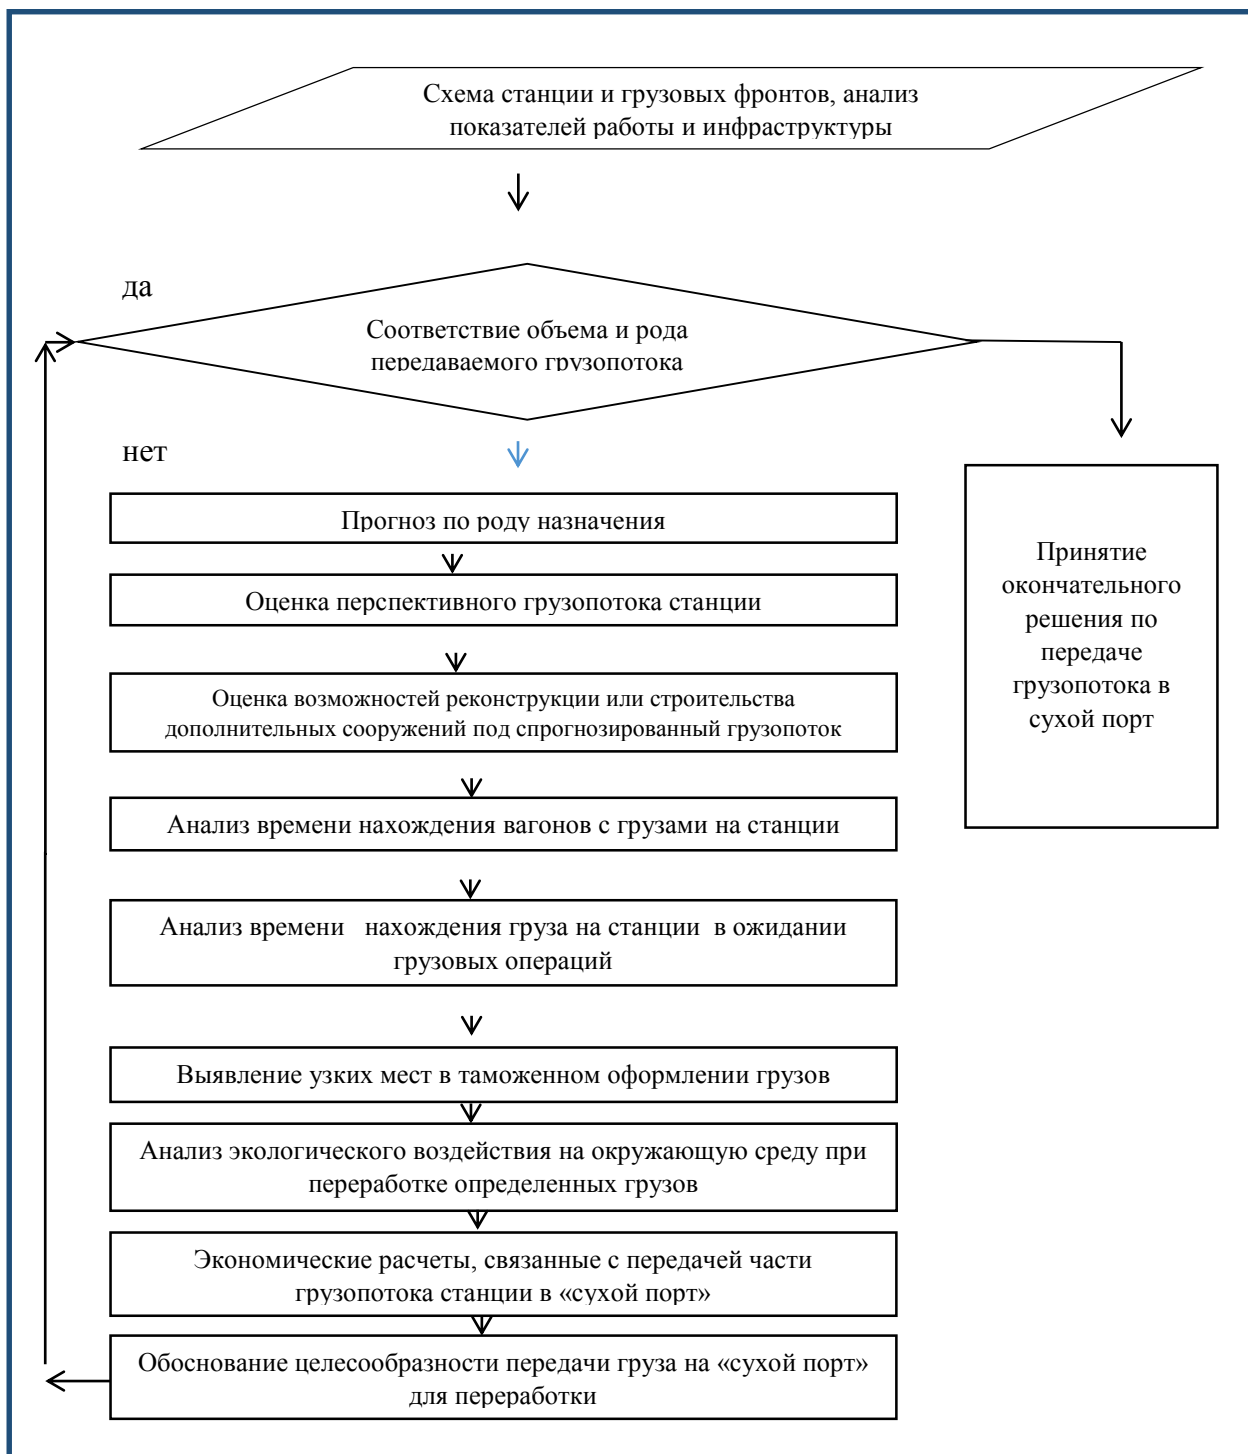 Схема станции и грузовых фронтов, анализ
показателей работы и инфраструктуры
да
Соответствие объема и рода
передаваемого грузопотока
нет
Прогноз по роду назначения
Оценка перспективного грузопотока станции
Оценка возможностей реконструкции или строительства
дополнительных сооружений под спрогнозированный грузопоток
Анализ времени нахождения вагонов с грузами на станции
Анализ времени нахождения груза на станции в ожидании
грузовых операций
Выявление узких мест в таможенном оформлении грузов
Анализ экологического воздействия на окружающую среду при
переработке определенных грузов
Экономические расчеты, связанные с передачей части
грузопотока станции в «сухой порт»
Обоснование целесообразности передачи груза на «сухой порт»
для переработки
Принятие
окончательного
решения по
передаче
грузопотока в
сухой порт